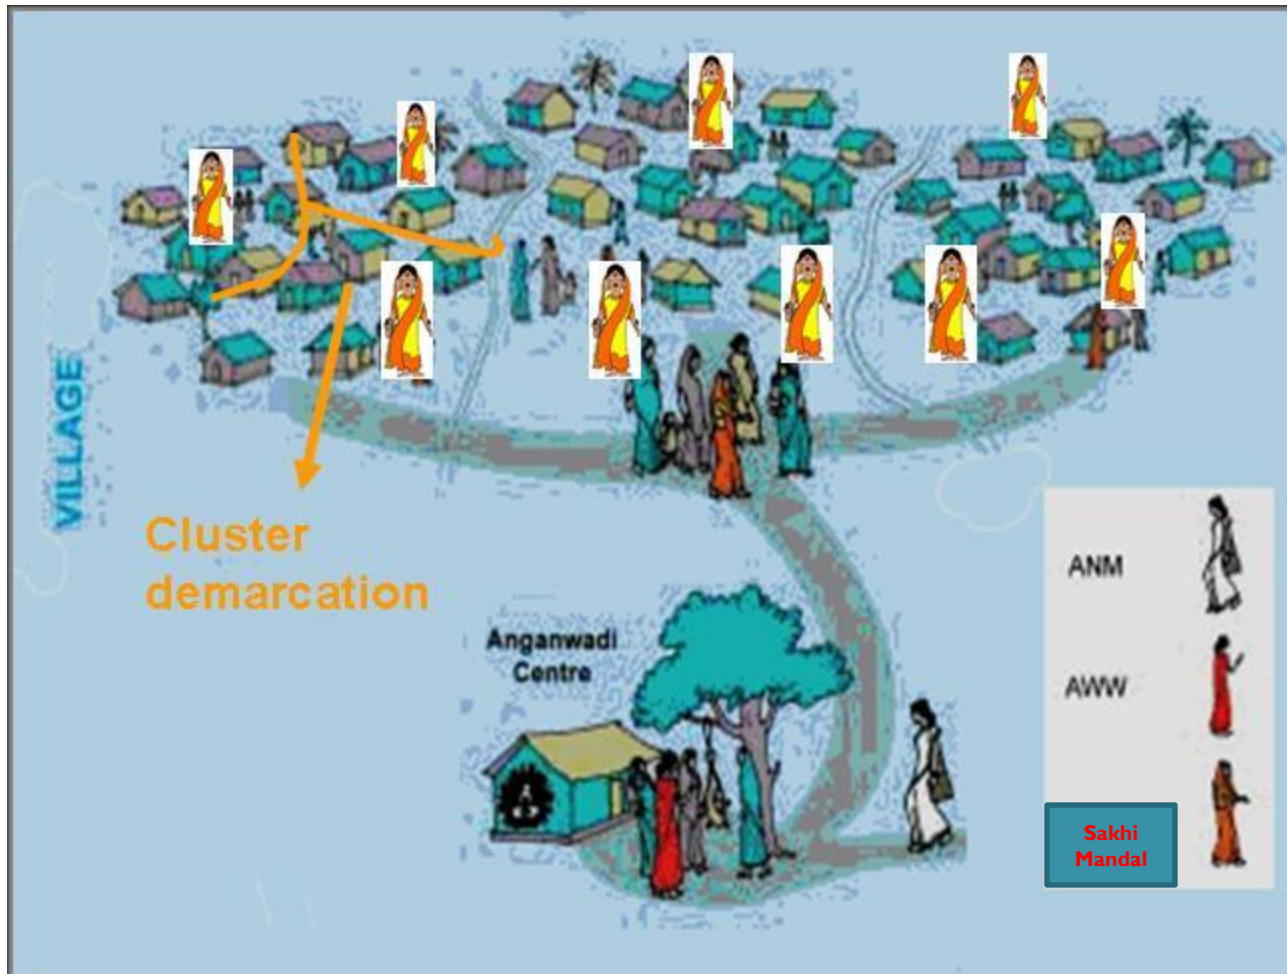 VILLAGE
Cluster
demarcation
Anganwadi
Centre
ANM
AWW
Sakhi
Mandal